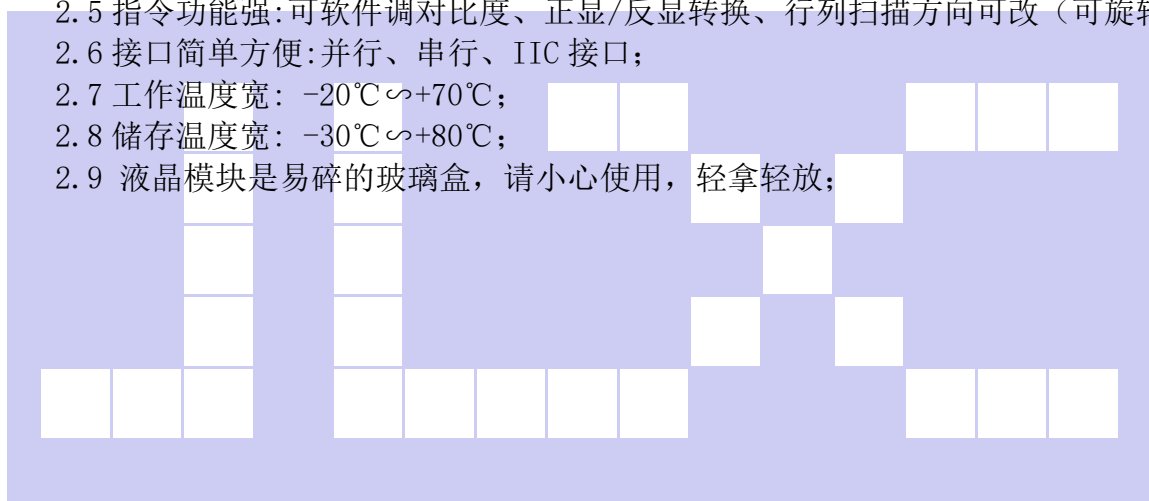 2.5 指令功能强:可软件调对比度、正显/反显转换、行列扫描方向可改（可旋转
2.6 接口简单方便:并行、串行、IIC 接口；
2.7 工作温度宽: -20℃∽+70℃；
2.8 储存温度宽: -30℃∽+80℃；
2.9 液晶模块是易碎的玻璃盒，请小心使用，轻拿轻放；